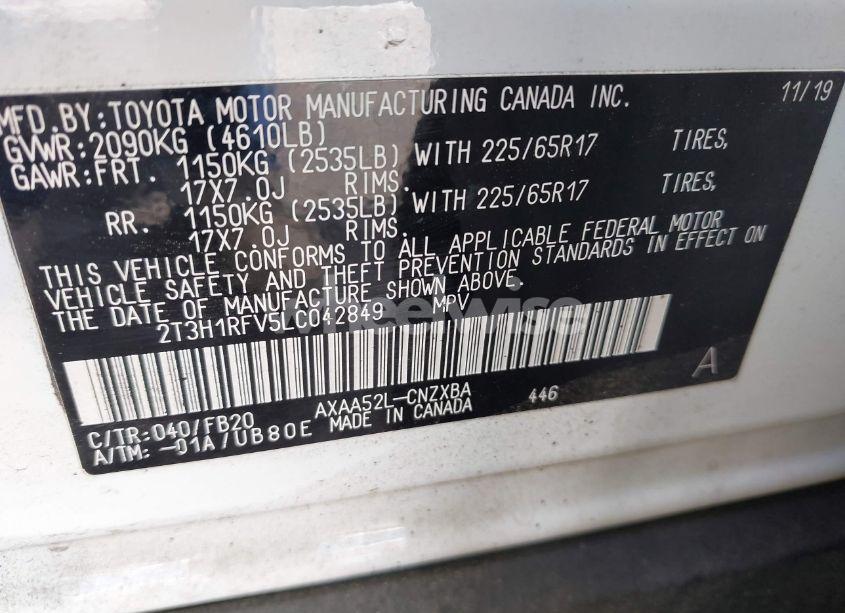 MFD.BY:TOYOTA MOTOR MANUFACTURING CANADA INC. 11/19
GVWR:2090KG (4610LB)
GAWR:FRT. 1150KG (2535LB) WITH 225/65R17 TIRES,
17X7.0J RIMS.
RR. 1150KG (2535LB) WITH 225/65R17 TIRES,
17X7.0J RIMS.
THIS VEHICLE CONFORMS TO ALL APPLICABLE FEDERAL MOTOR
VEHICLE SAFETY AND THEFT PREVENTION STANDARDS IN EFFECT ON
THE DATE OF MANUFACTURE SHOWN ABOVE.
2T3H1RFV5LC042849 MPV
wheelwise
A
C/TR:040/FB20 AXAA52L-CNZXBA 446
A/TM:-01A/UB80E MADE IN CANADA